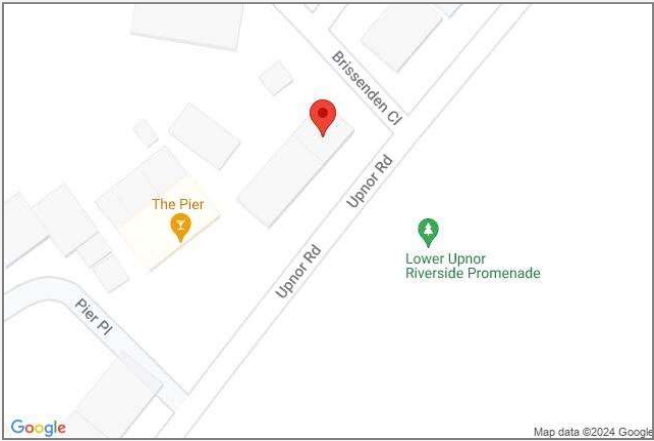 Brissenden Cl
Upnor Rd
The Pier
Lower Upnor
Riverside Promenade
Upnor Rd
Pier Pl
Google
Map data ©2024 Google